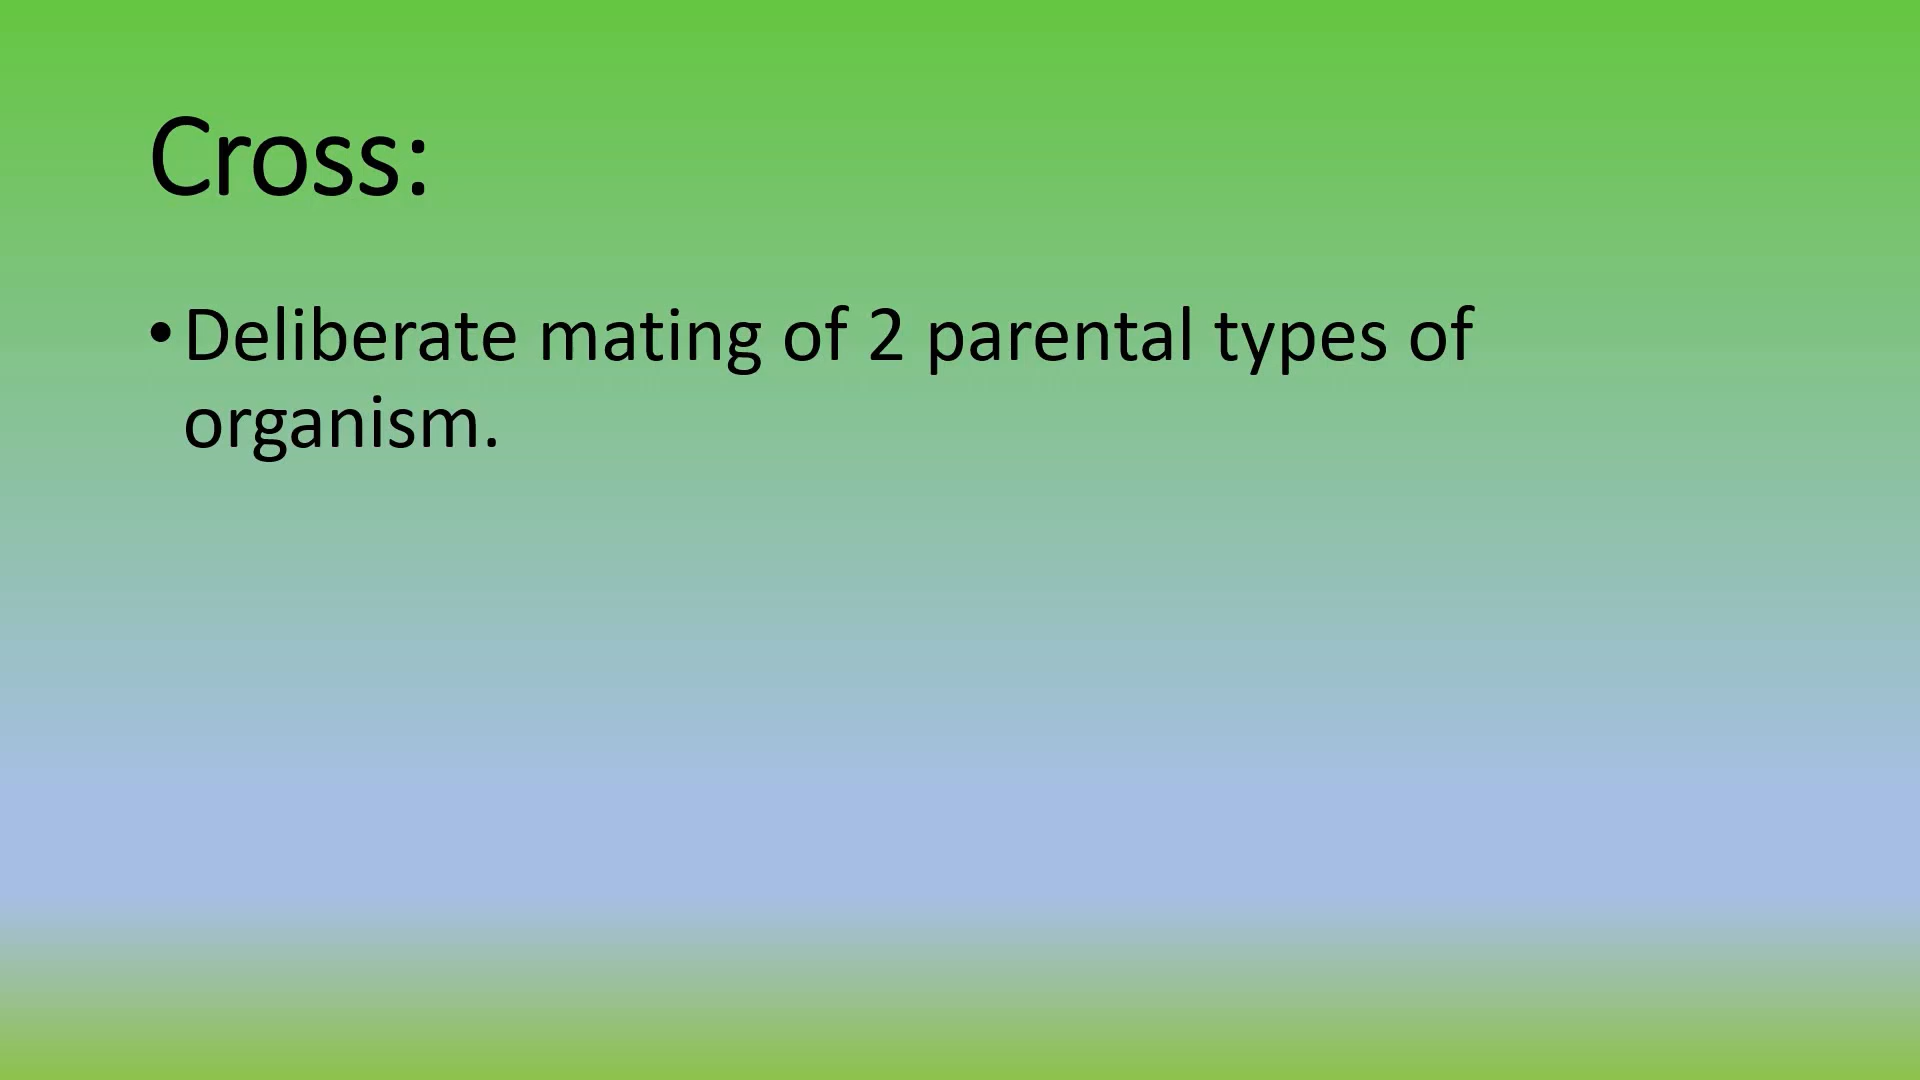 Cross:
•Deliberate mating of 2 parental types of
organism.